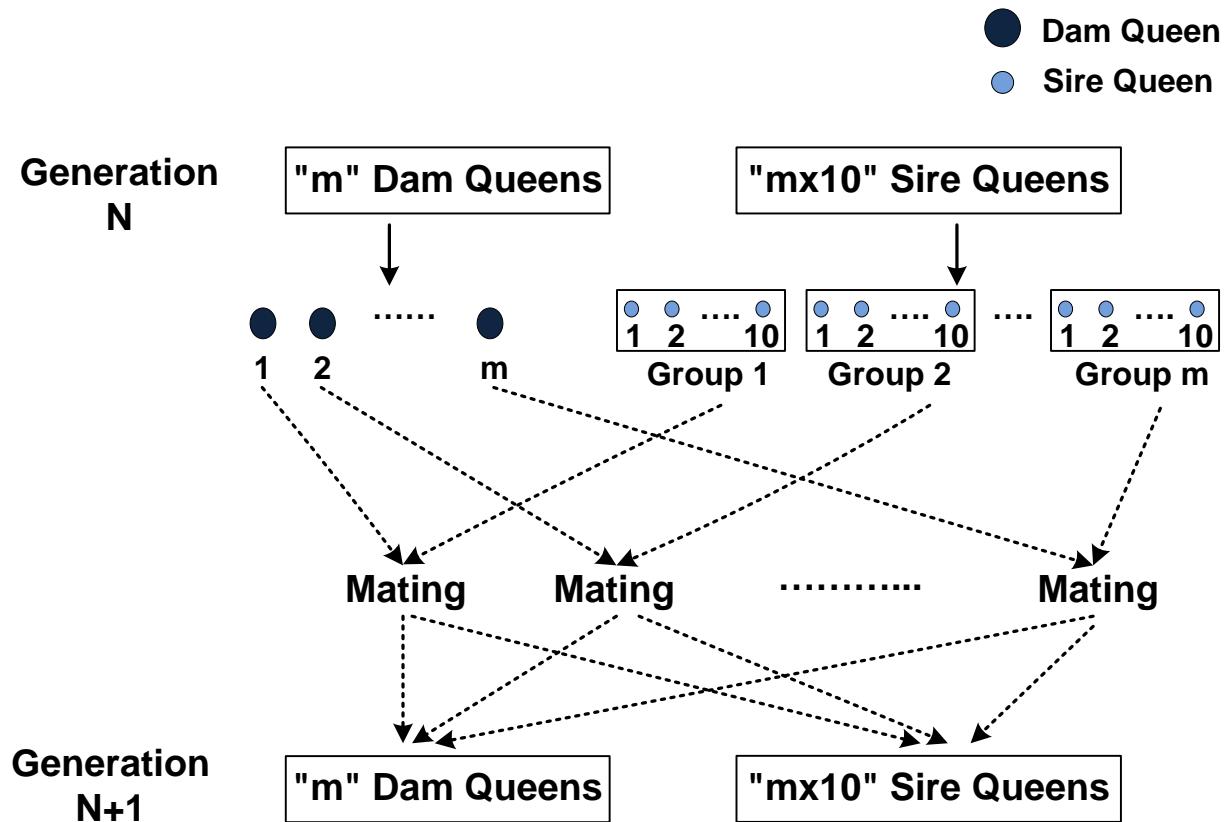 Dam Queen
Sire Queen
Generation
N
"m" Dam Queens
"mx10" Sire Queens
1 2 ...... m
1 2 .... 10
Group 1
1 2 .... 10
Group 2
....
1 2 .... 10
Group m
Mating
Mating
..............
Mating
Generation
N+1
"m" Dam Queens
"mx10" Sire Queens